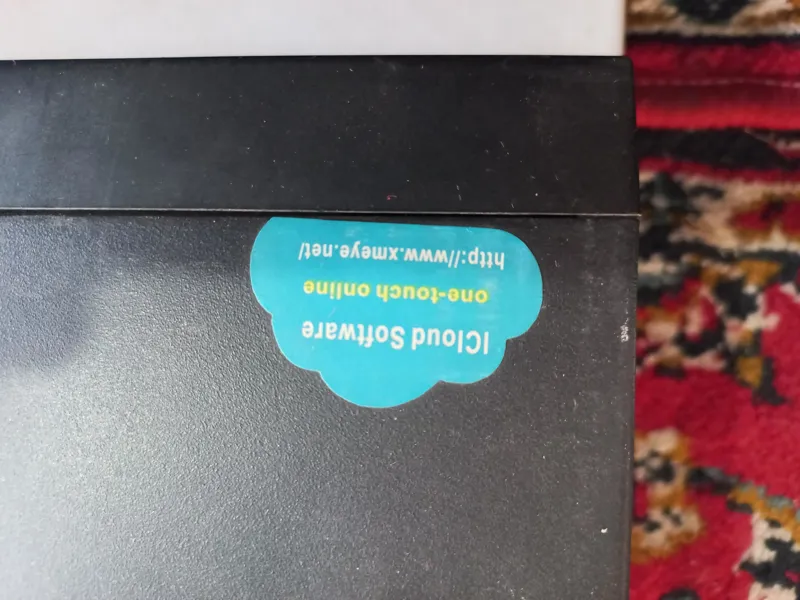 ICloud Software
one-touch online
http://www.xmeye.net/